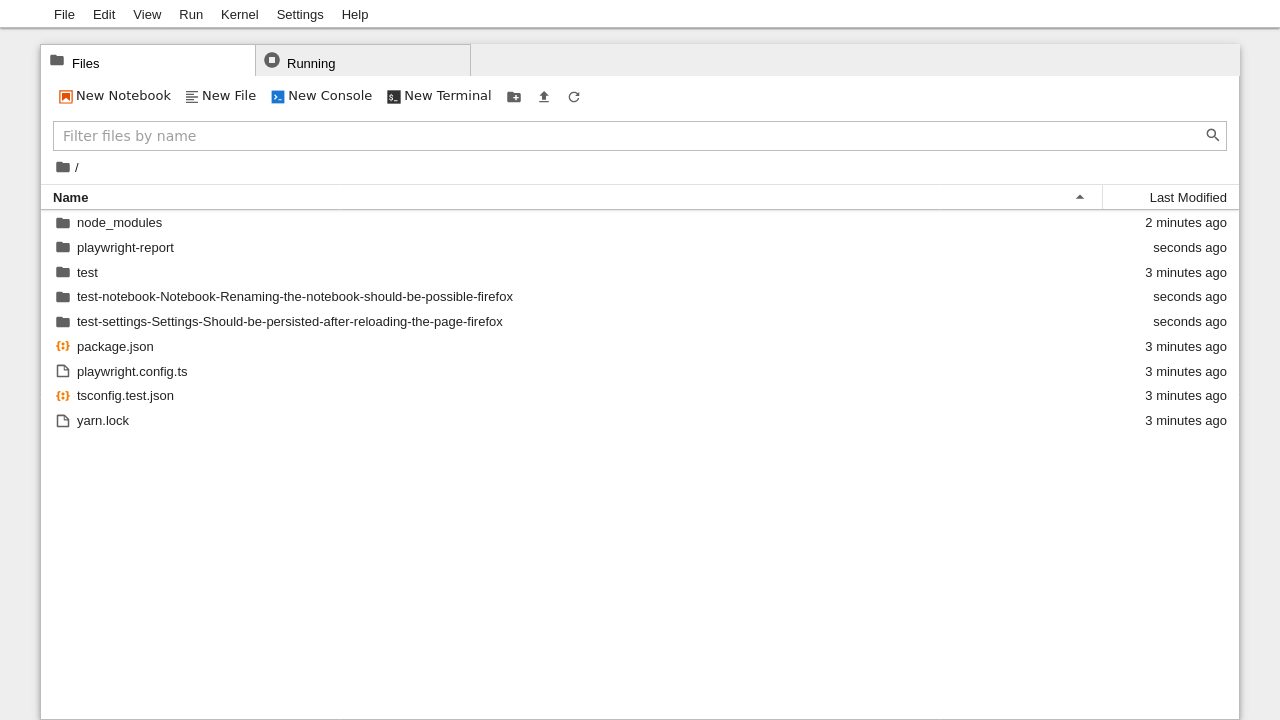 File Edit View Run Kernel Settings Help
Files Running
New Notebook New File New Console New Terminal
Filter files by name
/
Name Last Modified
node_modules 2 minutes ago
playwright-report seconds ago
test 3 minutes ago
test-notebook-Notebook-Renaming-the-notebook-should-be-possible-firefox seconds ago
test-settings-Settings-Should-be-persisted-after-reloading-the-page-firefox seconds ago
package.json 3 minutes ago
playwright.config.ts 3 minutes ago
tsconfig.test.json 3 minutes ago
yarn.lock 3 minutes ago